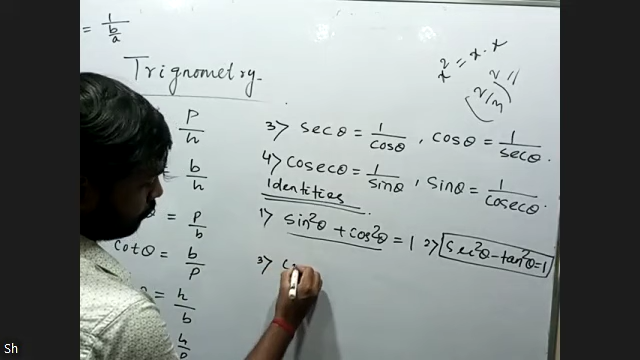 = 1/(b/a)
Trignometry
x² = x · x
P/h
b/h
= P/b
cotθ = b/P
= h/b
h/P
3> secθ = 1/cosθ , cosθ = 1/secθ .
4> cosecθ = 1/sinθ , sinθ = 1/cosecθ
Identities
1> sin²θ + cos²θ = 1 2> sec²θ - tan²θ = 1
3> c
Sh